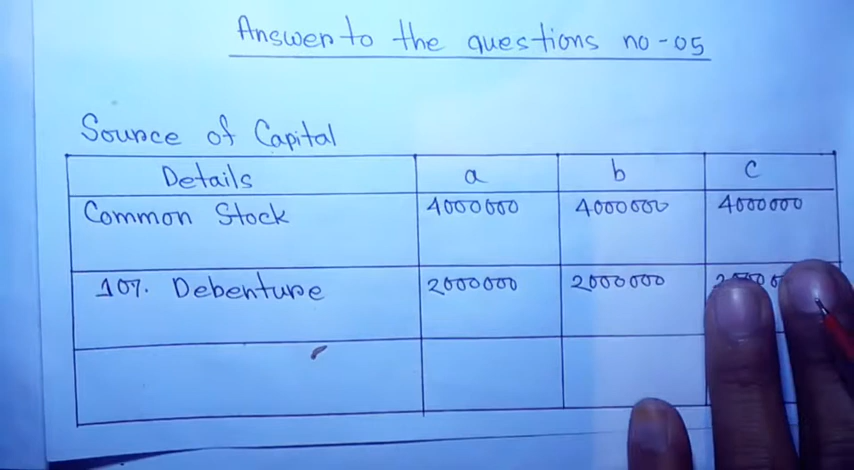 Answer to the questions no-05
Source of Capital
Details a b c
Common Stock 4000000 4000000 4000000
10%. Debenture 2000000 2000000